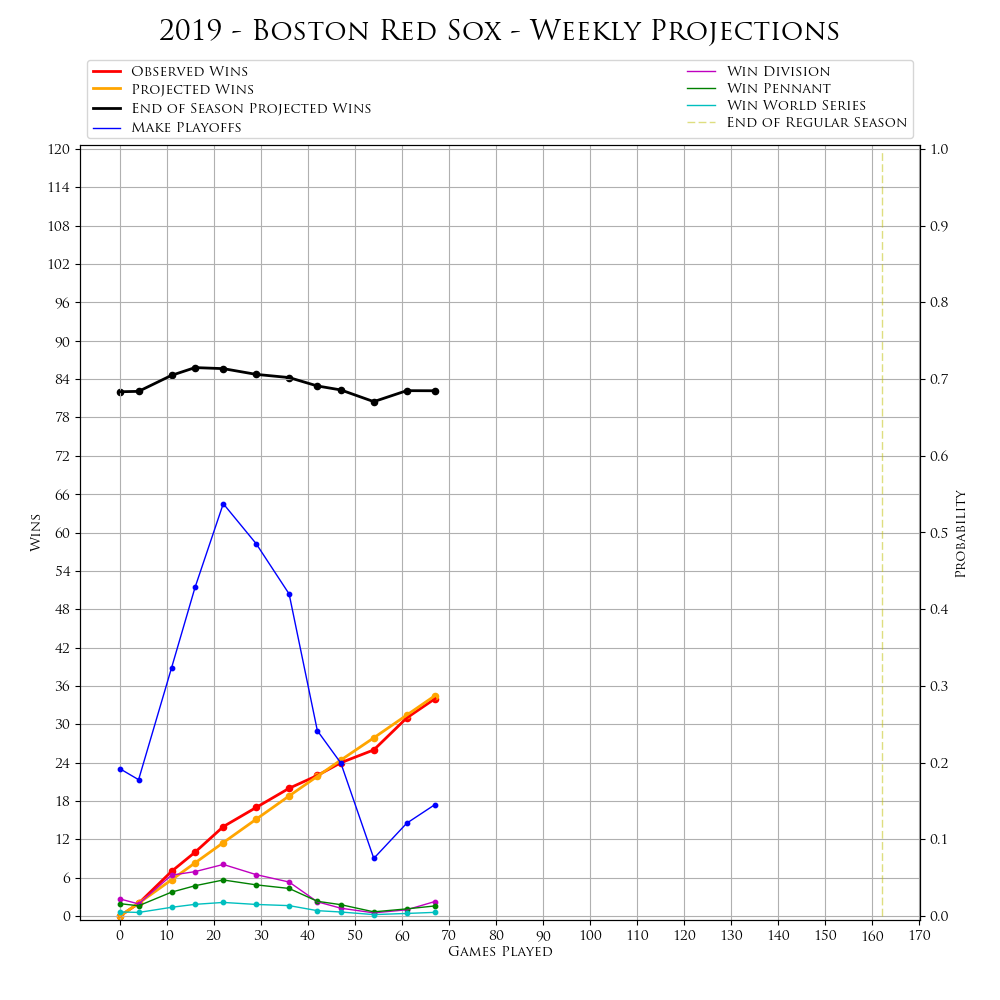 2019 - Boston Red Sox - Weekly Projections
Observed Wins
Projected Wins
End of Season Projected Wins
Make Playoffs
Win Division
Win Pennant
Win World Series
End of Regular Season
120
114
108
102
96
90
84
78
72
66
60
54
48
42
36
30
24
18
12
6
0
Wins
1.0
0.9
0.8
0.7
0.6
0.5
0.4
0.3
0.2
0.1
0.0
Probability
0 10 20 30 40 50 60 70 80 90 100 110 120 130 140 150 160 170
Games Played